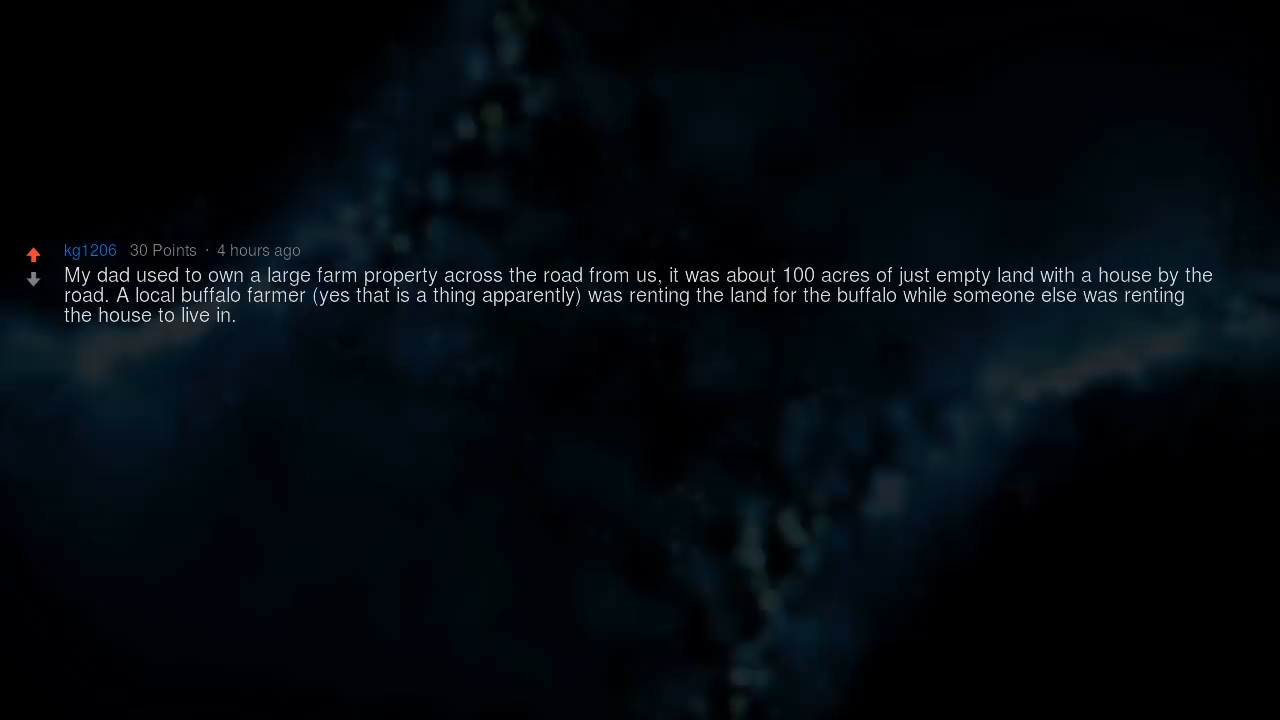 kg1206 30 Points · 4 hours ago
My dad used to own a large farm property across the road from us, it was about 100 acres of just empty land with a house by the
road. A local buffalo farmer (yes that is a thing apparently) was renting the land for the buffalo while someone else was renting
the house to live in.